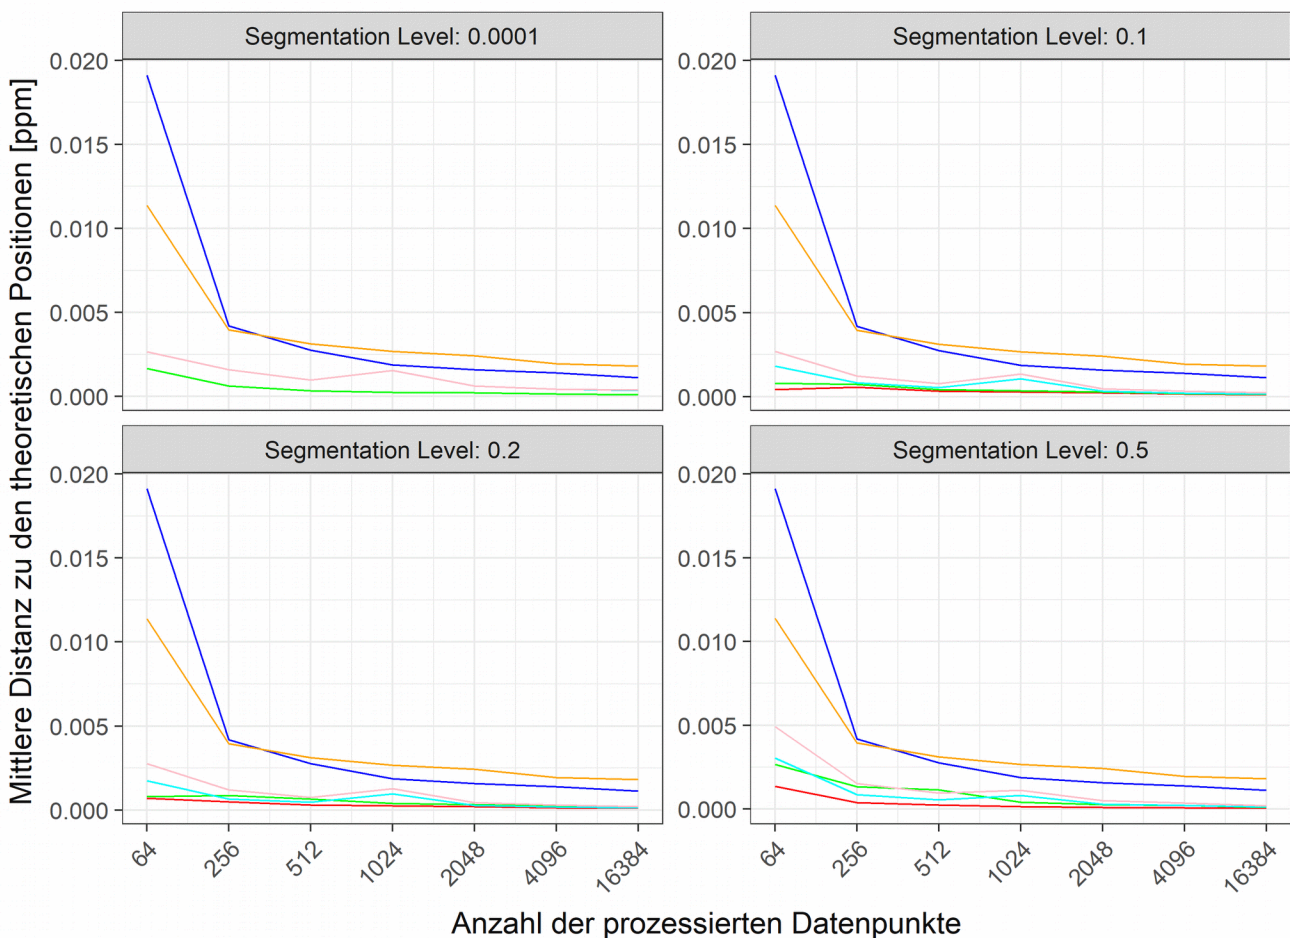 Segmentation Level: 0.0001
Segmentation Level: 0.1
0.020
0.015
0.010
0.005
0.000
0.020
0.015
0.010
0.005
0.000
Segmentation Level: 0.2
Segmentation Level: 0.5
0.020
0.015
0.010
0.005
0.000
0.020
0.015
0.010
0.005
0.000
64 256 512 1024 2048 4096 16384
64 256 512 1024 2048 4096 16384
Mittlere Distanz zu den theoretischen Positionen [ppm]
Anzahl der prozessierten Datenpunkte